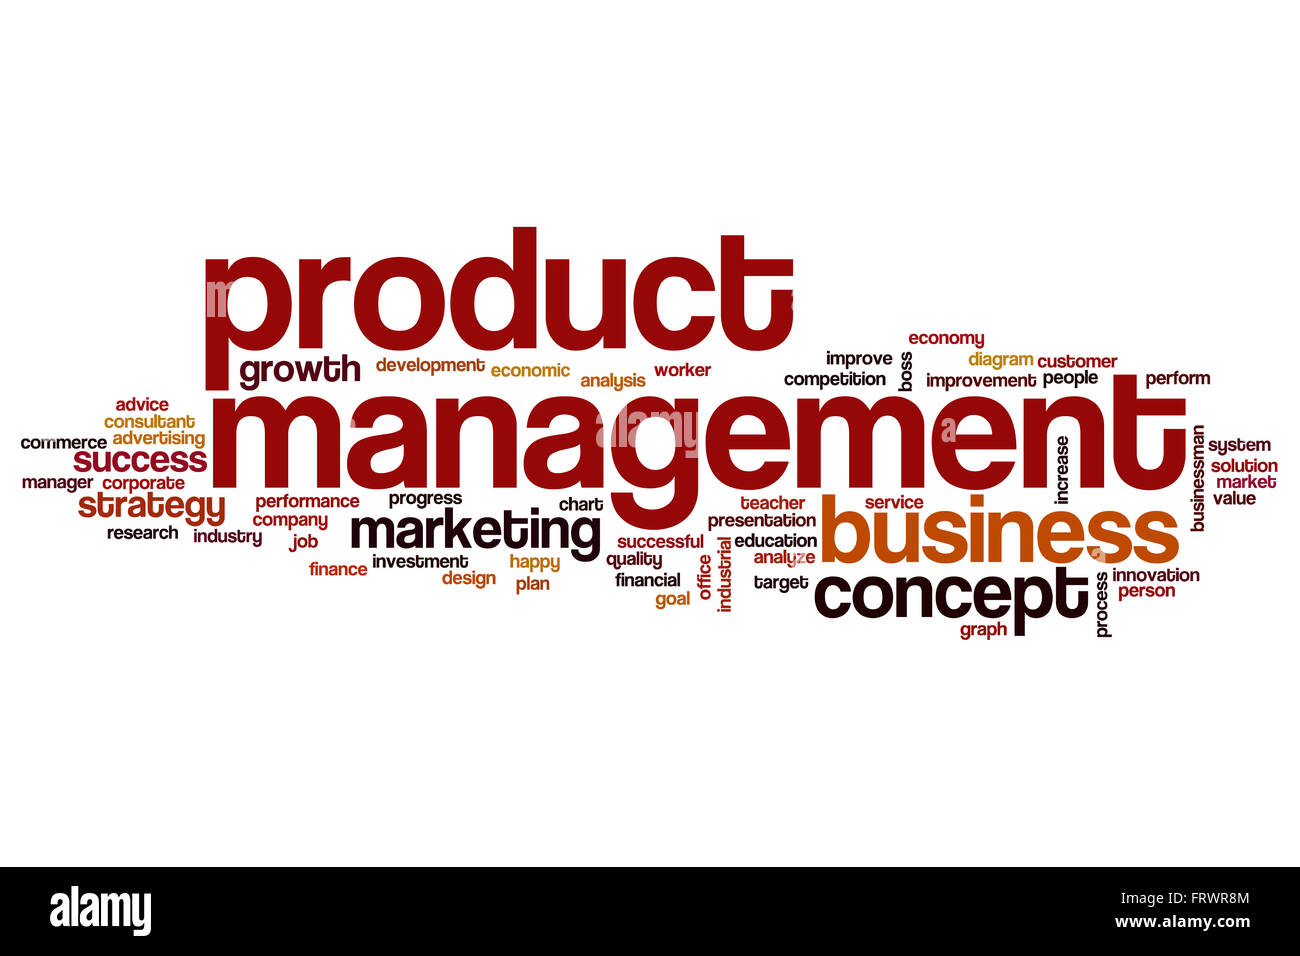 product
economy
improve boss diagram customer
growth development economic analysis worker competition improvement people perform
management
advice
consultant
commerce advertising
success
manager corporate
strategy
research industry
performance progress chart
company marketing
job
finance investment
design happy
plan
teacher service
presentation
successful education
quality analyze
financial office industrial target
goal
business
concept
graph process
increase businessman
system
solution
market
value
innovation
person
a
alamy stock photo
FRWR8M
www.alamy.com
alamy
a